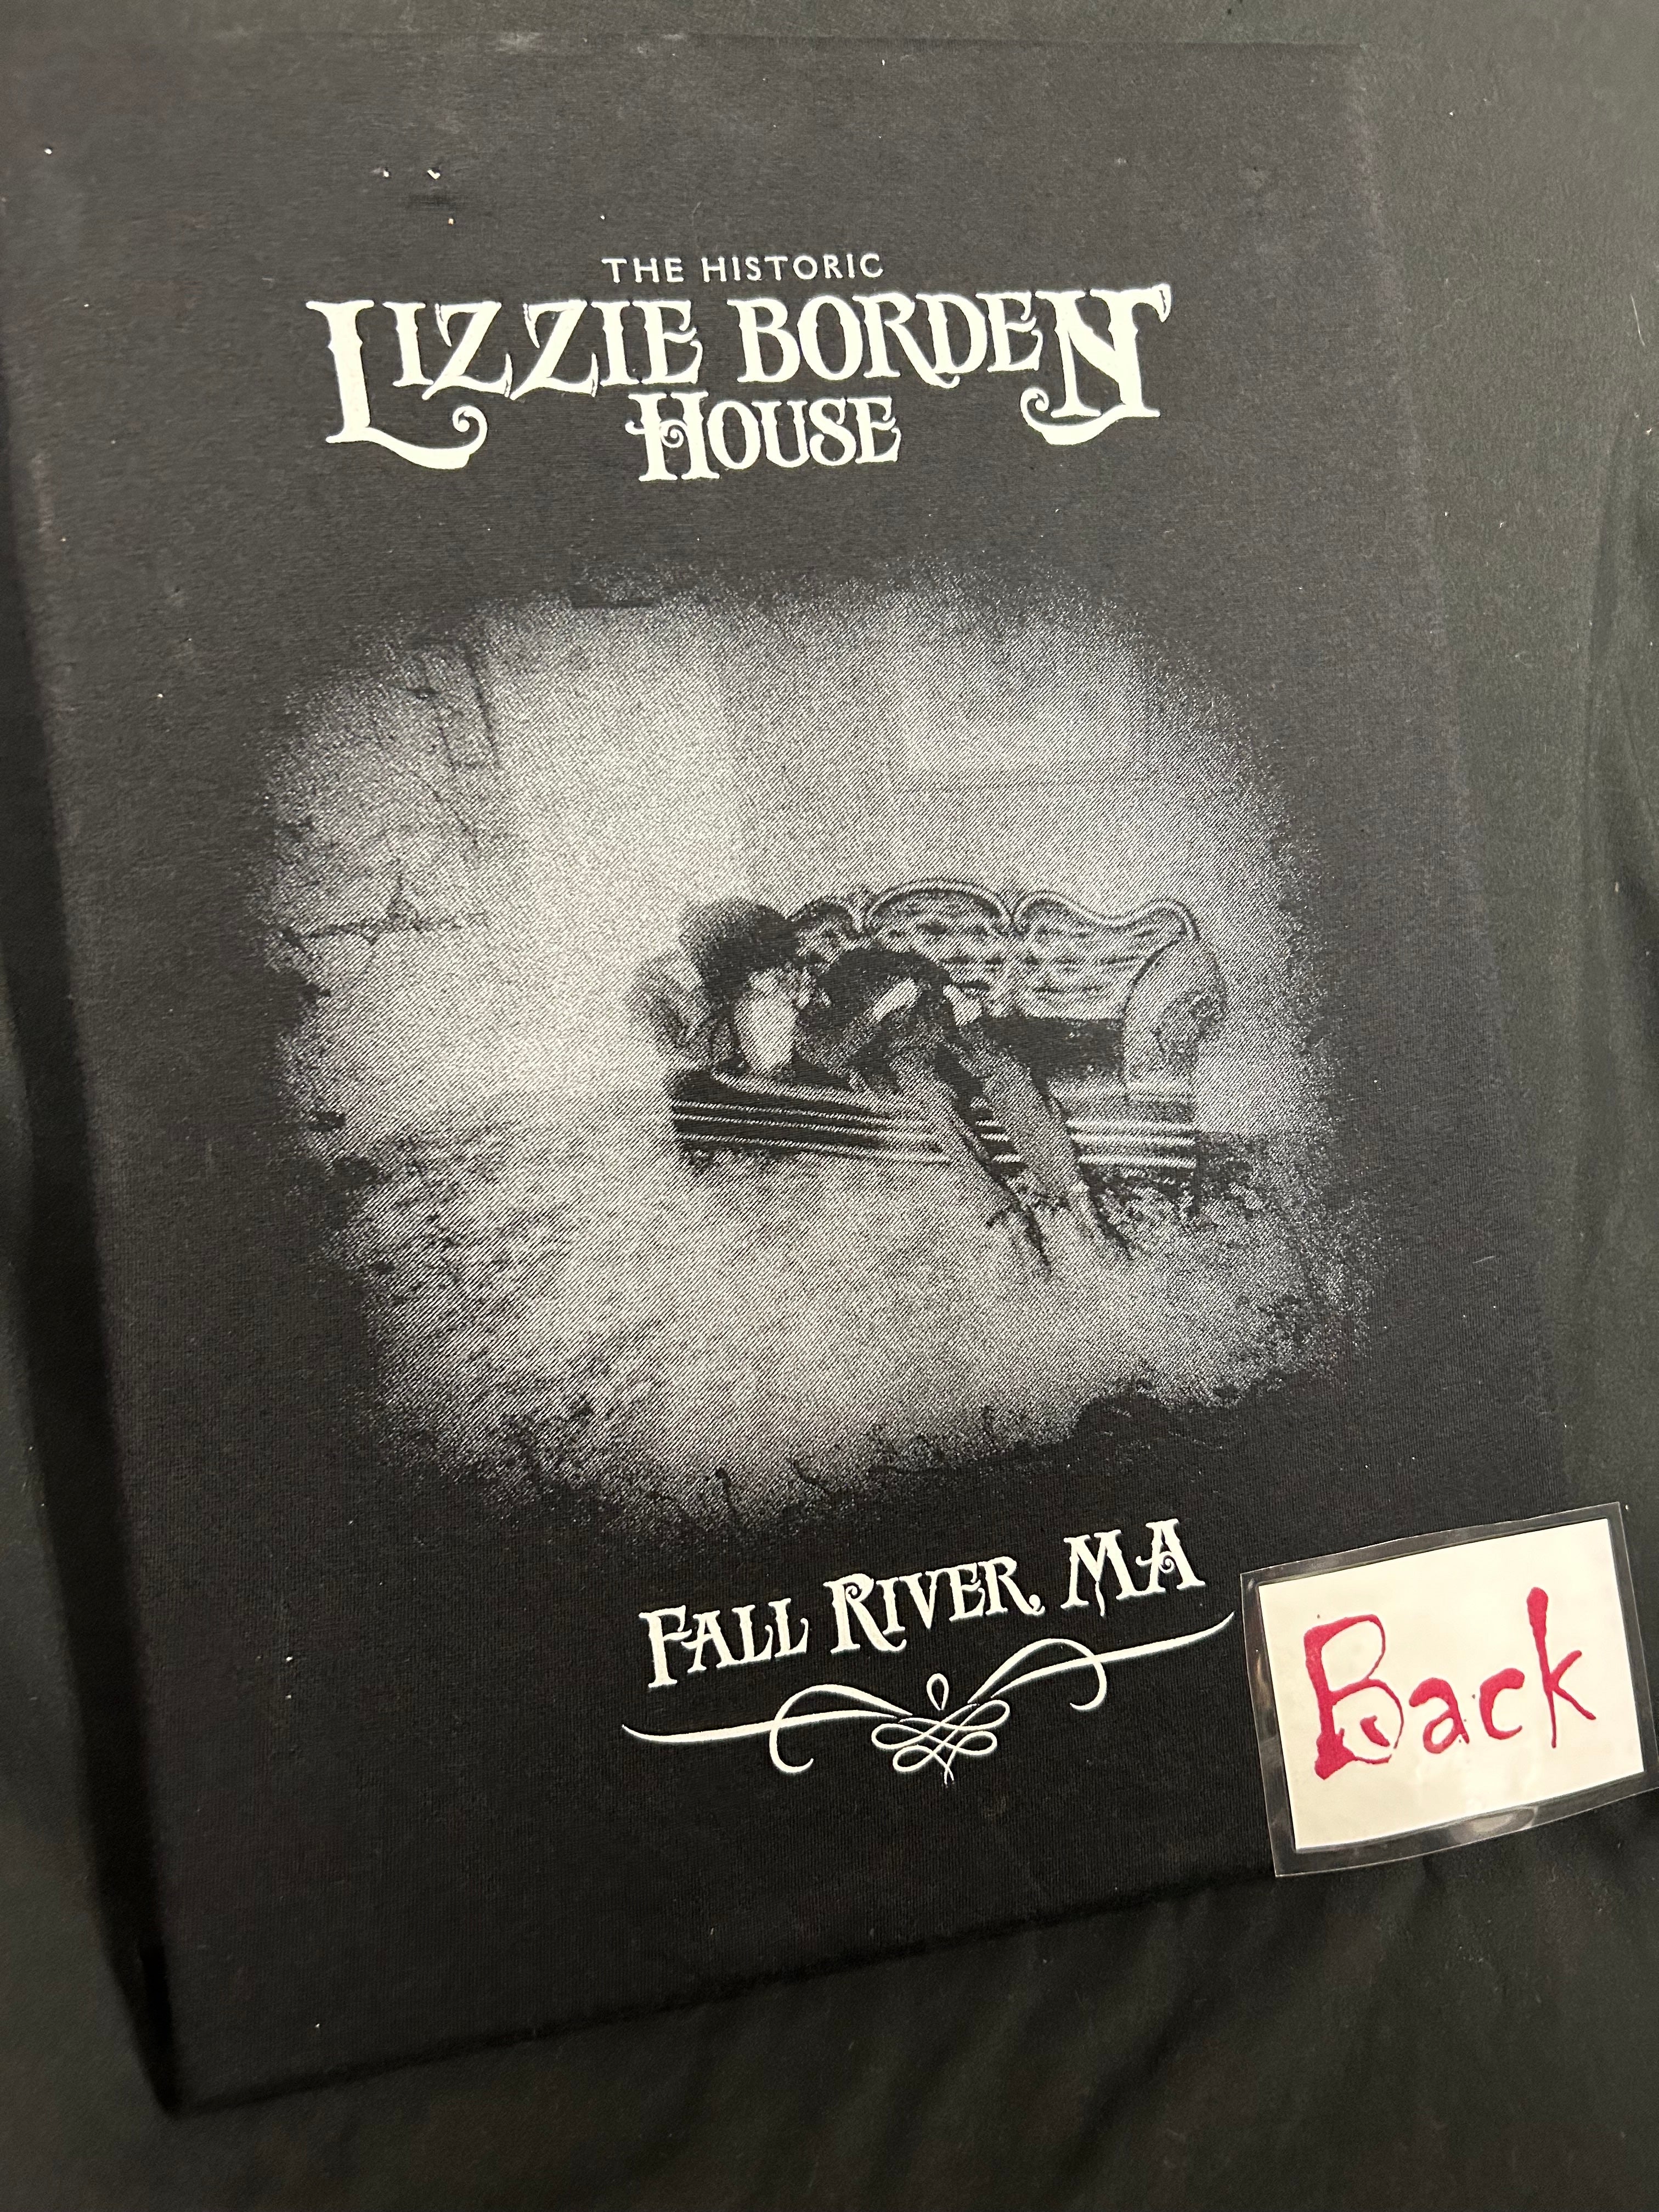 THE HISTORIC
LIZZIE BORDEN
HOUSE
FALL RIVER, MA
Back